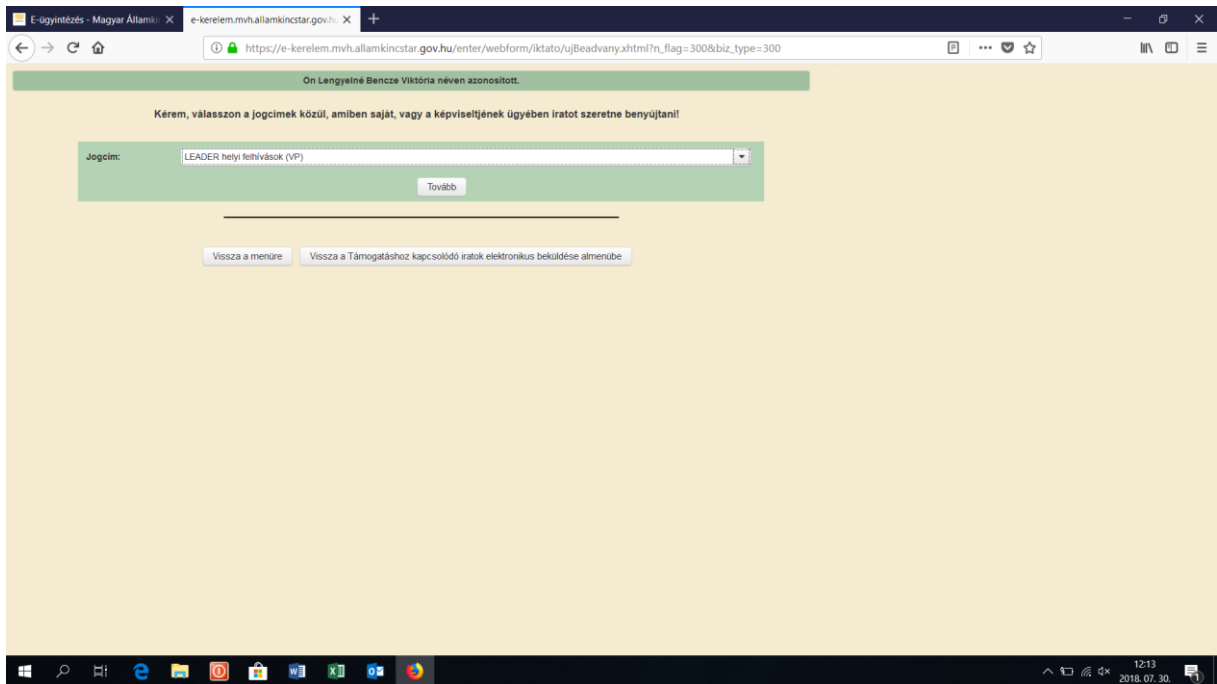 E-ügyintézés - Magyar Államki
e-kerelem.mvh.allamkincstar.gov.hu
https://e-kerelem.mvh.allamkincstar.gov.hu/enter/webform/iktato/ujBeadvany.xhtml?n_flag=300&biz_type=300
Ön Lengyelné Bencze Viktória néven azonosított.
Kérem, válasszon a jogcímek közül, amiben saját, vagy a képviseltjének ügyében iratot szeretne benyújtani!
Jogcím: LEADER helyi felhívások (VP)
Tovább
Vissza a menüre Vissza a Támogatáshoz kapcsolódó iratok elektronikus beküldése almenübe
12:13
2018. 07. 30.